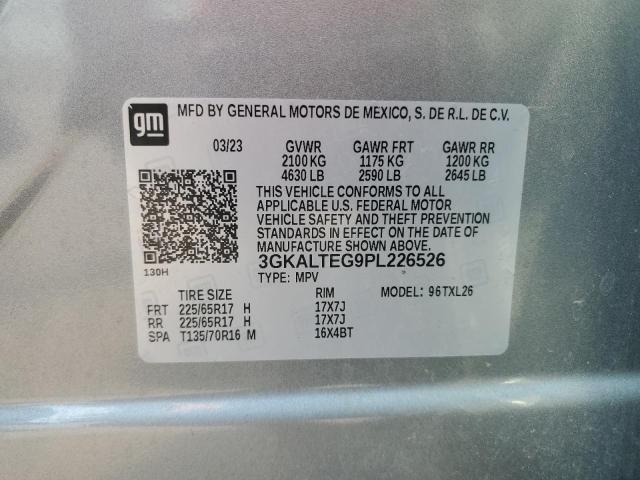 gm
MFD BY GENERAL MOTORS DE MEXICO, S. DE R.L. DE C.V.
03/23 GVWR GAWR FRT GAWR RR
2100 KG 1175 KG 1200 KG
4630 LB 2590 LB 2645 LB
THIS VEHICLE CONFORMS TO ALL
APPLICABLE U.S. FEDERAL MOTOR
VEHICLE SAFETY AND THEFT PREVENTION
STANDARDS IN EFFECT ON THE DATE OF
MANUFACTURE SHOWN ABOVE.
130H 3GKALTEG9PL226526
TYPE: MPV
TIRE SIZE RIM MODEL: 96TXL26
FRT 225/65R17 H 17X7J
RR 225/65R17 H 17X7J
SPA T135/70R16 M 16X4BT